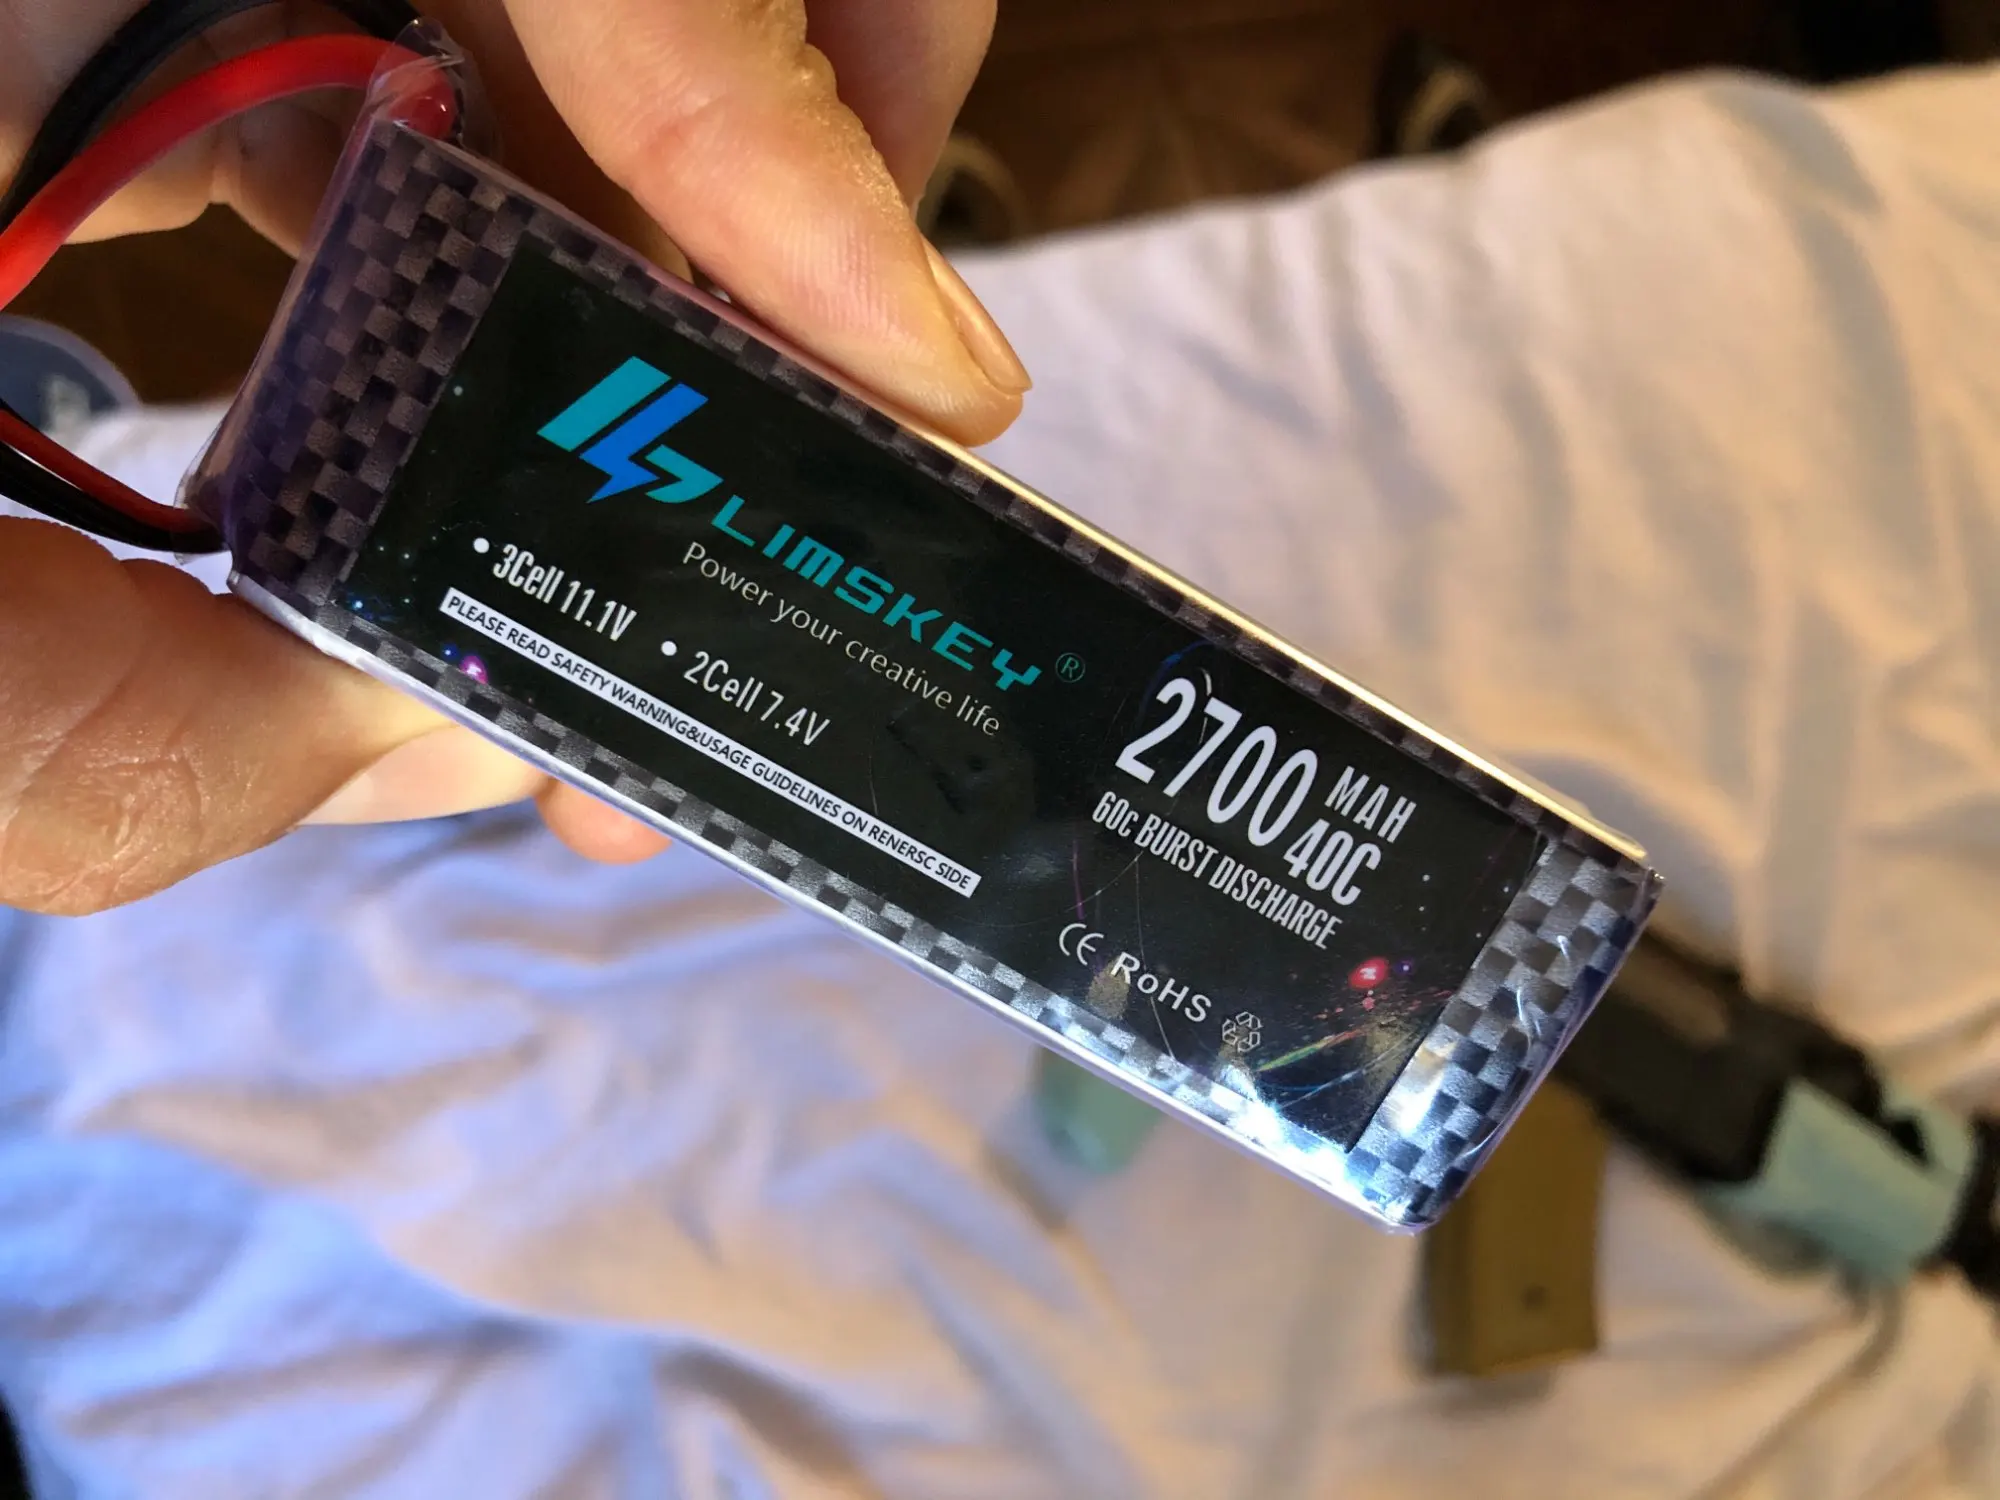 LIMSKEY ®
Power your creative life
• 3Cell 11.1V • 2Cell 7.4V
PLEASE READ SAFETY WARNING&USAGE GUIDELINES ON RENERSC SIDE
2700 MAH
40C
60c BURST DISCHARGE
CE RoHS